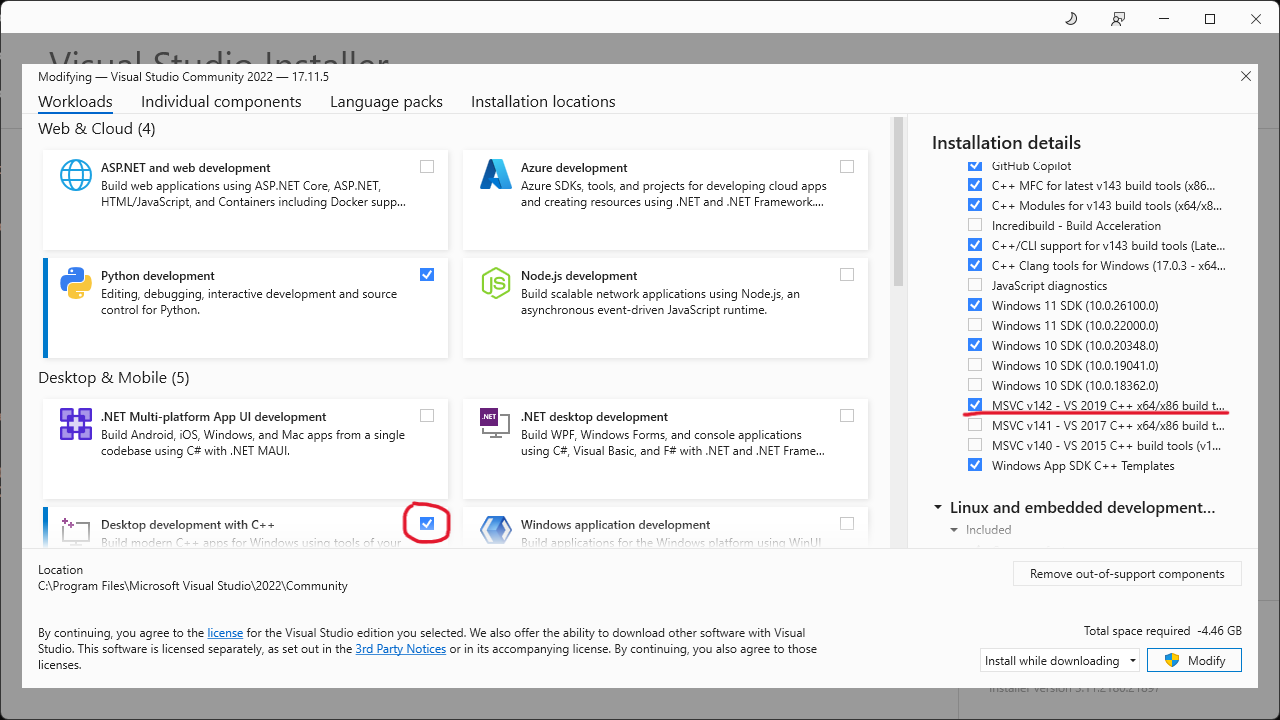 Visual Studio Installer
Modifying — Visual Studio Community 2022 — 17.11.5
Workloads
Individual components
Language packs
Installation locations
Web & Cloud (4)
ASP.NET and web development
Build web applications using ASP.NET Core, ASP.NET,
HTML/JavaScript, and Containers including Docker supp...
Azure development
Azure SDKs, tools, and projects for developing cloud apps
and creating resources using .NET and .NET Framework....
Python development
Editing, debugging, interactive development and source
control for Python.
JS
Node.js development
Build scalable network applications using Node.js, an
asynchronous event-driven JavaScript runtime.
Desktop & Mobile (5)
.NET Multi-platform App UI development
Build Android, iOS, Windows, and Mac apps from a single
codebase using C# with .NET MAUI.
.NET
.NET desktop development
Build WPF, Windows Forms, and console applications
using C#, Visual Basic, and F# with .NET and .NET Frame...
Desktop development with C++
Build modern C++ apps for Windows using tools of your
Windows application development
Build applications for the Windows platform using WinUI
Installation details
GitHub Copilot
C++ MFC for latest v143 build tools (x86...
C++ Modules for v143 build tools (x64/x8...
Incredibuild - Build Acceleration
C++/CLI support for v143 build tools (Late...
C++ Clang tools for Windows (17.0.3 - x64...
JavaScript diagnostics
Windows 11 SDK (10.0.26100.0)
Windows 11 SDK (10.0.22000.0)
Windows 10 SDK (10.0.20348.0)
Windows 10 SDK (10.0.19041.0)
Windows 10 SDK (10.0.18362.0)
MSVC v142 - VS 2019 C++ x64/x86 build t...
MSVC v141 - VS 2017 C++ x64/x86 build t...
MSVC v140 - VS 2015 C++ build tools (v1...
Windows App SDK C++ Templates
Linux and embedded development...
Included
Location
C:\Program Files\Microsoft Visual Studio\2022\Community
Remove out-of-support components
By continuing, you agree to the license for the Visual Studio edition you selected. We also offer the ability to download other software with Visual
Studio. This software is licensed separately, as set out in the 3rd Party Notices or in its accompanying license. By continuing, you also agree to those
licenses.
Total space required -4.46 GB
Install while downloading
Modify